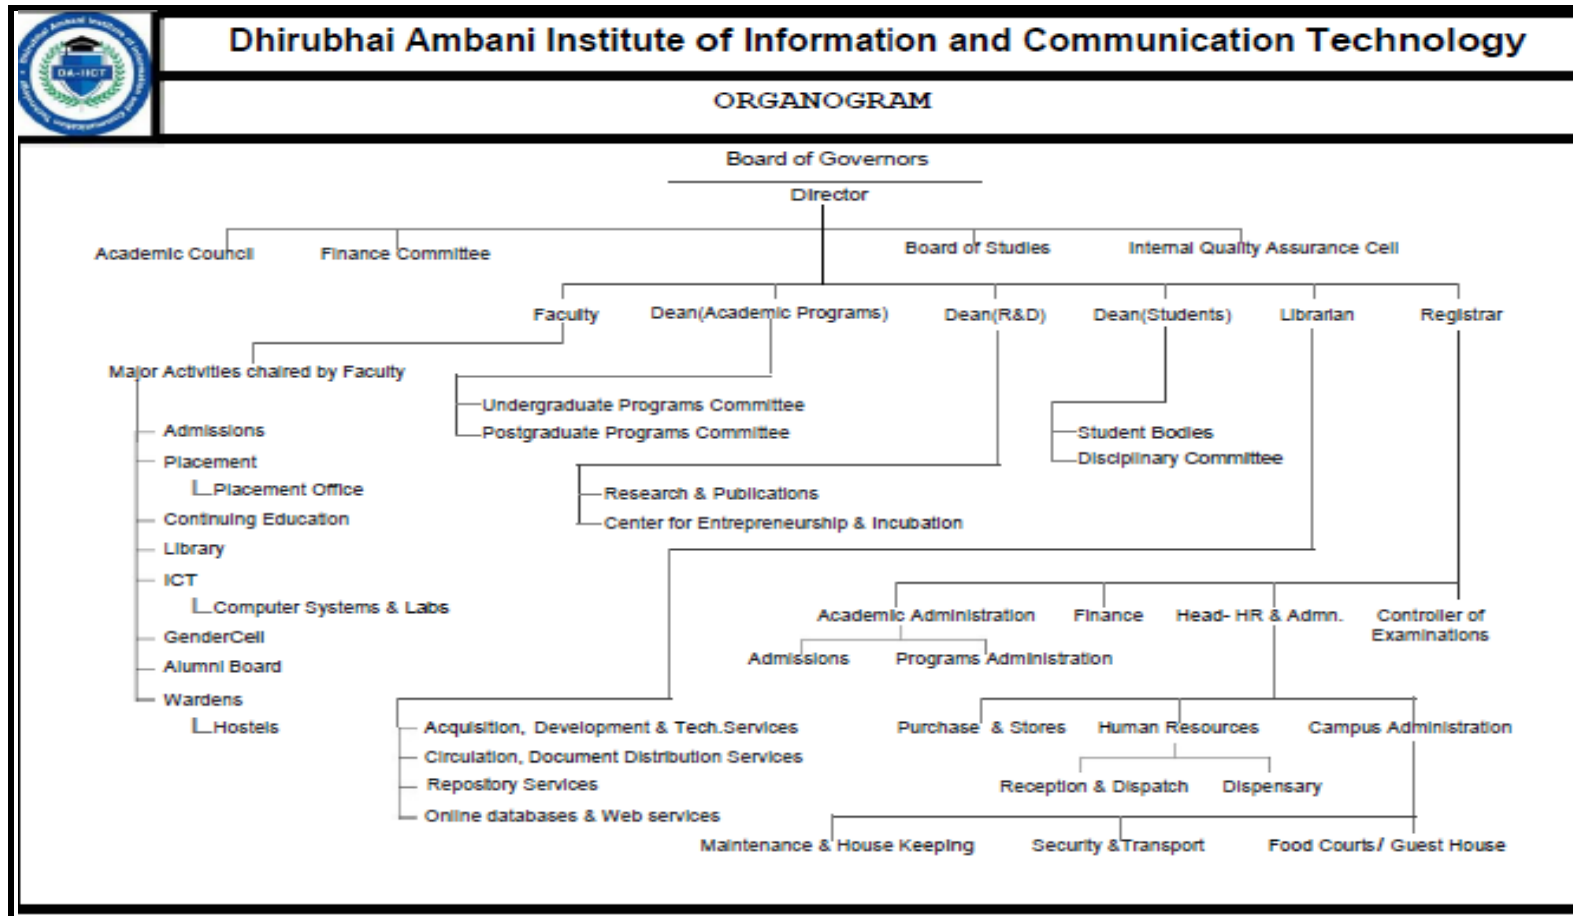 Dhirubhai Ambani Institute of Information and Communication Technology
DA-IICT
ORGANOGRAM
Board of Governors
Director
Academic Council
Finance Committee
Board of Studies
Internal Quality Assurance Cell
Faculty
Dean(Academic Programs)
Dean(R&D)
Dean(Students)
Librarian
Registrar
Major Activities chaired by Faculty
Admissions
Placement
Placement Office
Continuing Education
Library
ICT
Computer Systems & Labs
GenderCell
Alumni Board
Wardens
Hostels
Undergraduate Programs Committee
Postgraduate Programs Committee
Research & Publications
Center for Entrepreneurship & Incubation
Student Bodies
Disciplinary Committee
Acquisition, Development & Tech.Services
Circulation, Document Distribution Services
Repository Services
Online databases & Web services
Academic Administration
Finance
Head- HR & Admn.
Controller of
Examinations
Admissions
Programs Administration
Purchase & Stores
Human Resources
Campus Administration
Reception & Dispatch
Dispensary
Maintenance & House Keeping
Security &Transport
Food Courts/ Guest House